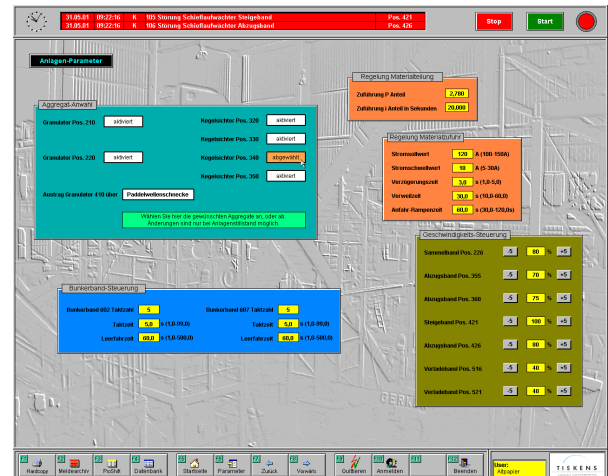 31.05.01 09:22:16 K 105 Störung Schieflaufwächter Steigeband Pos. 421
31.05.01 09:22:16 K 106 Störung Schieflaufwächter Abzugsband Pos. 426
Stop
Start
Anlagen-Parameter
Regelung Materialteilung
Zuführung P Anteil 2,780
Zuführung i Anteil in Sekunden 20,000
Aggregat-Anwahl
Granulator Pos. 210 aktiviert
Kegelsichter Pos. 320 aktiviert
Kegelsichter Pos. 330 aktiviert
Granulator Pos. 220 aktiviert
Kegelsichter Pos. 340 abgewählt
Kegelsichter Pos. 350 aktiviert
Austrag Granulator 410 über Paddelwellenschnecke
Wählen Sie hier die gewünschten Aggregate an, oder ab.
Änderungen sind nur bei Anlagenstillstand möglich.
Regelung Materialzufuhr
Stromsollwert 120 A (100-150A)
Stromschwellwert 10 A (5-30A)
Verzögerungszeit 3,0 s (1,0-5,0)
Verweilzeit 30,0 s (10,0-60,0)
Anfahr-Rampenzeit 60,0 s (30,0-120,0s)
Geschwindigkeits-Steuerung
Sammelband Pos. 226 -5 80 % +5
Abzugsband Pos. 355 -5 70 % +5
Abzugsband Pos. 360 -5 75 % +5
Steigeband Pos. 421 -5 100 % +5
Abzugsband Pos. 426 -5 80 % +5
Verladeband Pos. 516 -5 40 % +5
Verladeband Pos. 521 -5 40 % +5
Bunkerband-Steuerung
Bunkerband 602 Taktzahl 5
Bunkerband 607 Taktzahl 5
Taktzeit 5,0 s (1,0-99,0)
Taktzeit 5,0 s (1,0-99,0)
Leerfahrzeit 60,0 s (1,0-500,0)
Leerfahrzeit 60,0 s (1,0-500,0)
Hardcopy
Meldearchiv
ProShift
Datenbank
Startseite
Parameter
Zurück
Vorwärts
Quittieren
Anmelden
Beenden
User:
Altpapier
TISKENS